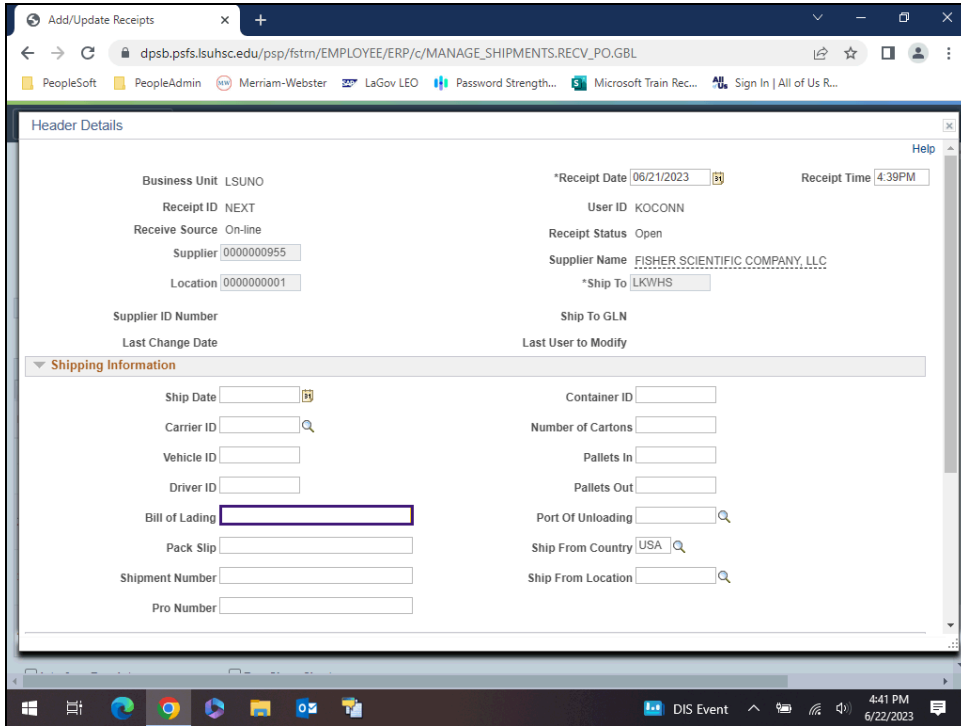 Add/Update Receipts
dpsb.psfs.lsuhsc.edu/psp/fstrn/EMPLOYEE/ERP/c/MANAGE_SHIPMENTS.RECV_PO.GBL
PeopleSoft PeopleAdmin Merriam-Webster LaGov LEO Password Strength... Microsoft Train Rec... Sign In | All of Us R...
Header Details
Help
Business Unit LSUNO *Receipt Date 06/21/2023 Receipt Time 4:39PM
Receipt ID NEXT User ID KOCONN
Receive Source On-line Receipt Status Open
Supplier 0000000955 Supplier Name FISHER SCIENTIFIC COMPANY, LLC
Location 0000000001 *Ship To LKWHS
Supplier ID Number Ship To GLN
Last Change Date Last User to Modify
Shipping Information
Ship Date Container ID
Carrier ID Number of Cartons
Vehicle ID Pallets In
Driver ID Pallets Out
Bill of Lading Port Of Unloading
Pack Slip Ship From Country USA
Shipment Number Ship From Location
Pro Number
DIS Event 4:41 PM
6/22/2023